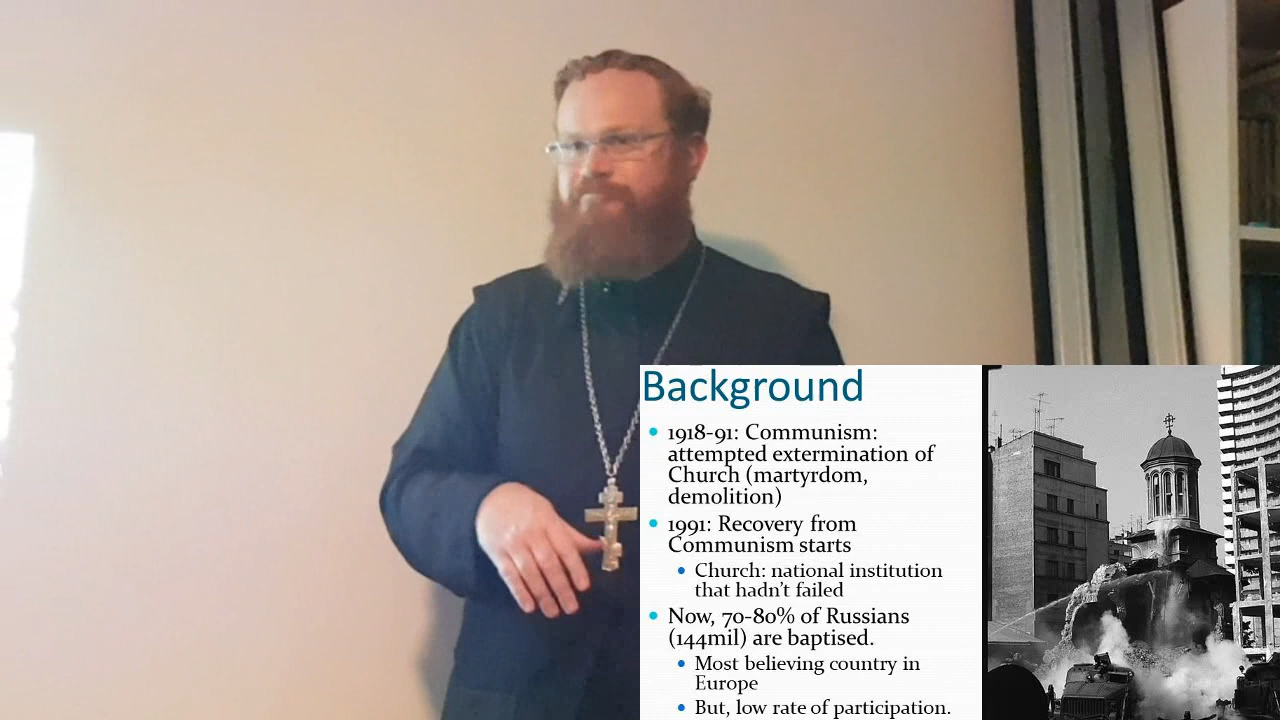 Background
1918-91: Communism:
attempted extermination of
Church (martyrdom,
demolition)
1991: Recovery from
Communism starts
Church: national institution
that hadn't failed
Now, 70-80% of Russians
(144mil) are baptised.
Most believing country in
Europe
But, low rate of participation.